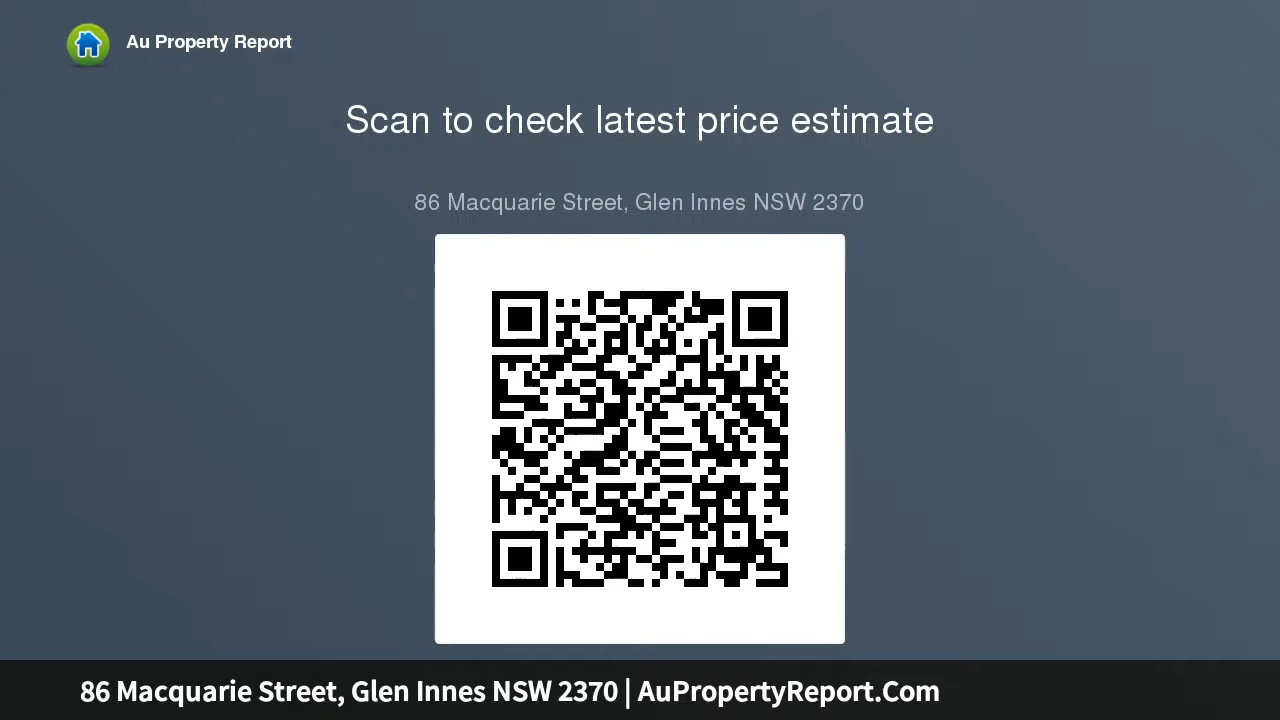 Au Property Report
Scan to check latest price estimate
86 Macquarie Street, Glen Innes NSW 2370
86 Macquarie Street, Glen Innes NSW 2370 | AuPropertyReport.Com